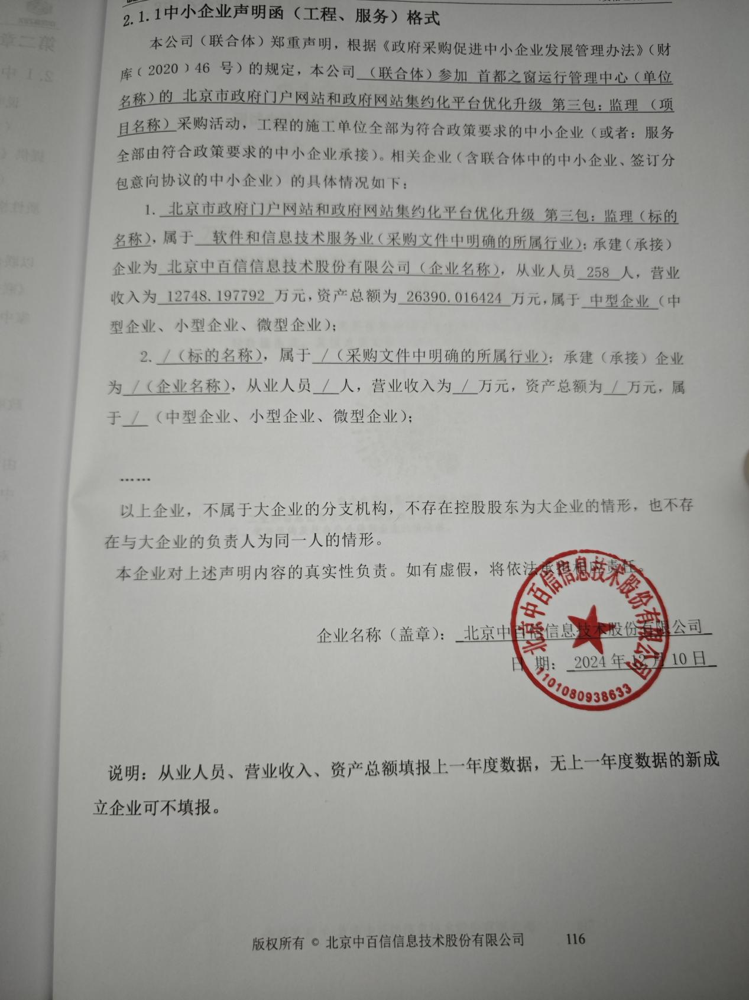 2.1.1中小企业声明函（工程、服务）格式
本公司（联合体）郑重声明，根据《政府采购促进中小企业发展管理办法》（财
库﹝2020﹞46 号）的规定，本公司 （联合体）参加 首都之窗运行管理中心（单位
名称）的 北京市政府门户网站和政府网站集约化平台优化升级 第三包：监理 （项
目名称）采购活动，工程的施工单位全部为符合政策要求的中小企业（或者：服务
全部由符合政策要求的中小企业承接）。相关企业（含联合体中的中小企业、签订分
包意向协议的中小企业）的具体情况如下：
1. 北京市政府门户网站和政府网站集约化平台优化升级 第三包：监理（标的
名称），属于 软件和信息技术服务业（采购文件中明确的所属行业）；承建（承接）
企业为 北京中百信信息技术股份有限公司（企业名称），从业人员 258 人，营业
收入为 12748.197792 万元，资产总额为 26390.016424 万元，属于 中型企业（中
型企业、小型企业、微型企业）；
2. /（标的名称），属于 /（采购文件中明确的所属行业）；承建（承接）企业
为 /（企业名称），从业人员 / 人，营业收入为 / 万元，资产总额为 / 万元，属
于 / （中型企业、小型企业、微型企业）；
……
以上企业，不属于大企业的分支机构，不存在控股股东为大企业的情形，也不存
在与大企业的负责人为同一人的情形。
本企业对上述声明内容的真实性负责。如有虚假，将依法承担相应责任。
企业名称（盖章）： 北京中百信信息技术股份有限公司
日 期： 2024 年 12 月 10 日
北京中百信信息技术股份有限公司
1101080938633
说明：从业人员、营业收入、资产总额填报上一年度数据，无上一年度数据的新成
立企业可不填报。
版权所有 © 北京中百信信息技术股份有限公司 116